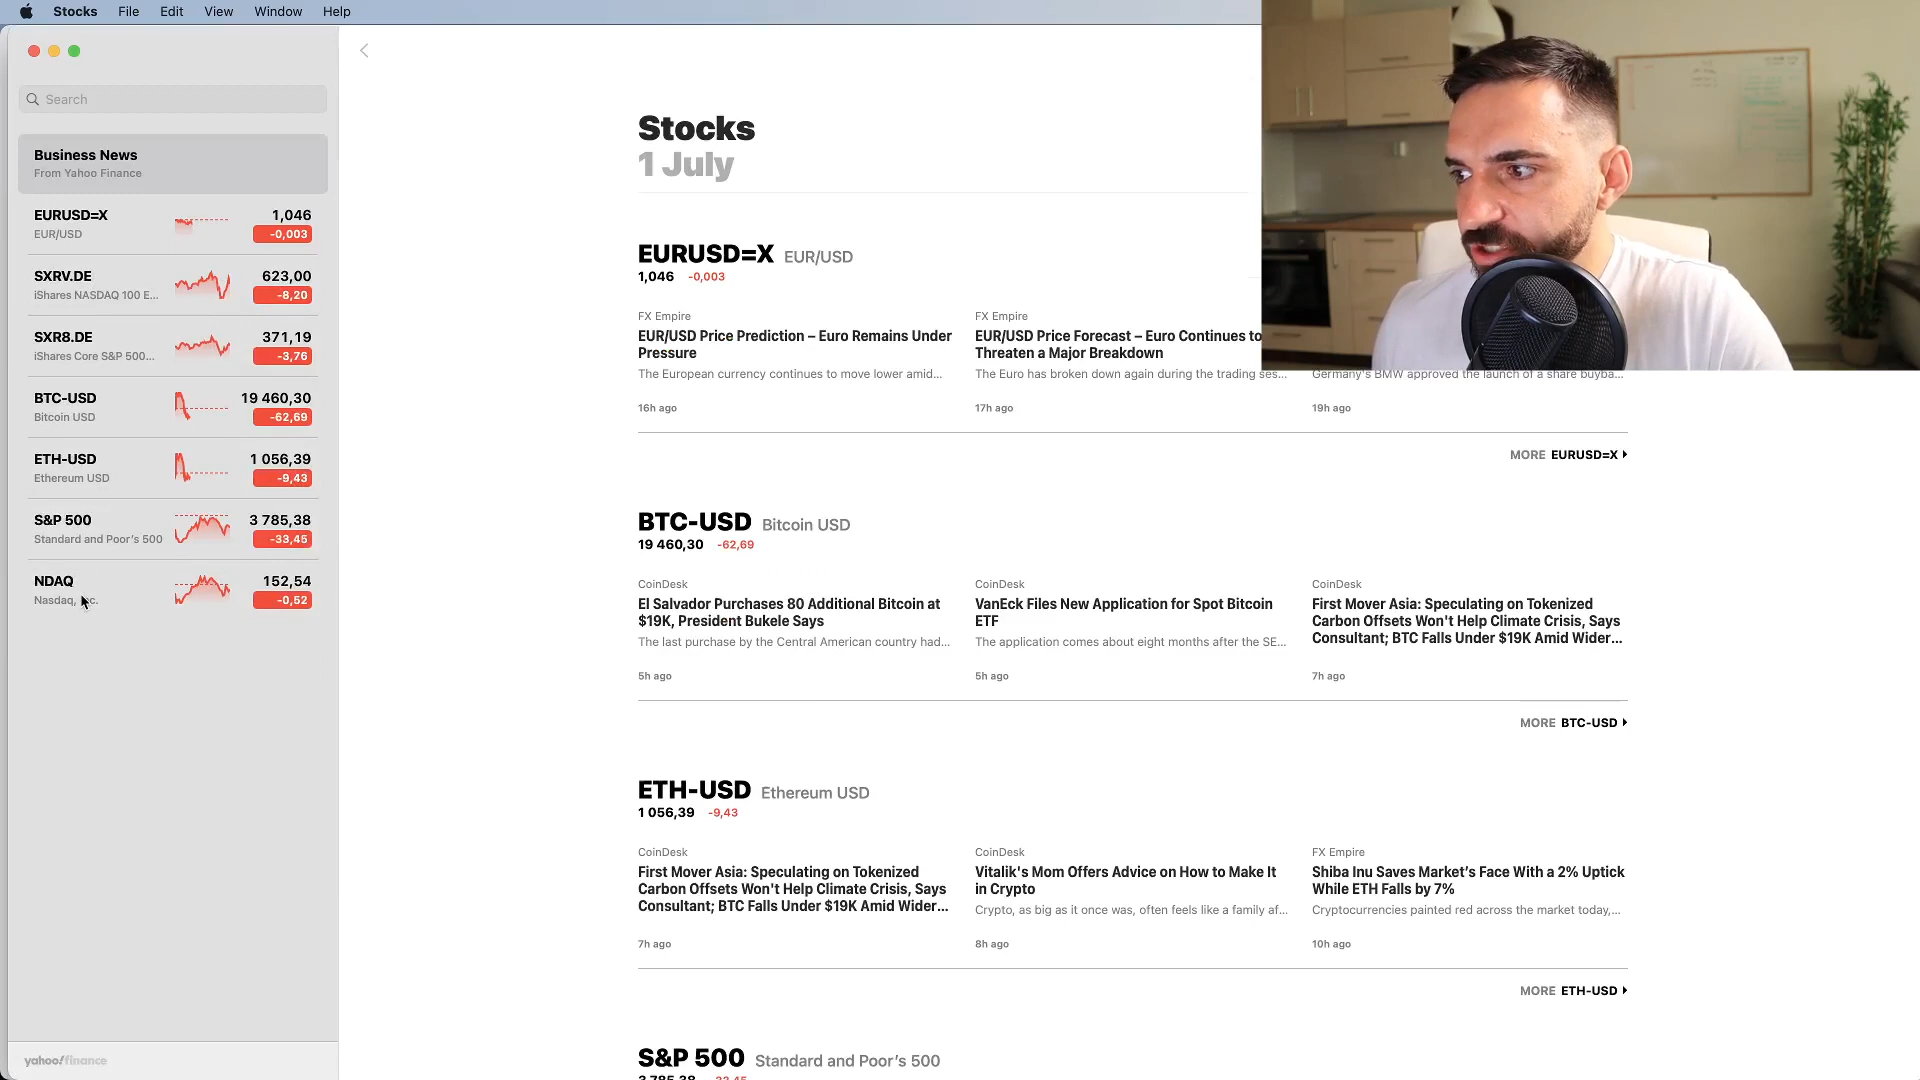 Stocks File Edit View Window Help
Search
Business News
From Yahoo Finance
EURUSD=X 1,046
EUR/USD -0,003
SXRV.DE 623,00
iShares NASDAQ 100 E... -8,20
SXR8.DE 371,19
iShares Core S&P 500... -3,76
BTC-USD 19 460,30
Bitcoin USD -62,69
ETH-USD 1 056,39
Ethereum USD -9,43
S&P 500 3 785,38
Standard and Poor's 500 -33,45
NDAQ 152,54
Nasdaq, -0,52
yahoo!finance
Stocks
1 July
EURUSD=X EUR/USD
1,046 -0,003
FX Empire
EUR/USD Price Prediction – Euro Remains Under
Pressure
The European currency continues to move lower amid...
16h ago
FX Empire
EUR/USD Price Forecast – Euro Continues to
Threaten a Major Breakdown
The Euro has broken down again during the trading ses...
17h ago
Germany's BMW approved the launch of a share buyba...
19h ago
MORE EURUSD=X
BTC-USD Bitcoin USD
19 460,30 -62,69
CoinDesk
El Salvador Purchases 80 Additional Bitcoin at
$19K, President Bukele Says
The last purchase by the Central American country had...
5h ago
CoinDesk
VanEck Files New Application for Spot Bitcoin
ETF
The application comes about eight months after the SE...
5h ago
CoinDesk
First Mover Asia: Speculating on Tokenized
Carbon Offsets Won't Help Climate Crisis, Says
Consultant; BTC Falls Under $19K Amid Wider...
7h ago
MORE BTC-USD
ETH-USD Ethereum USD
1 056,39 -9,43
CoinDesk
First Mover Asia: Speculating on Tokenized
Carbon Offsets Won't Help Climate Crisis, Says
Consultant; BTC Falls Under $19K Amid Wider...
7h ago
CoinDesk
Vitalik's Mom Offers Advice on How to Make It
in Crypto
Crypto, as big as it once was, often feels like a family af...
8h ago
FX Empire
Shiba Inu Saves Market's Face With a 2% Uptick
While ETH Falls by 7%
Cryptocurrencies painted red across the market today,...
10h ago
MORE ETH-USD
S&P 500 Standard and Poor's 500